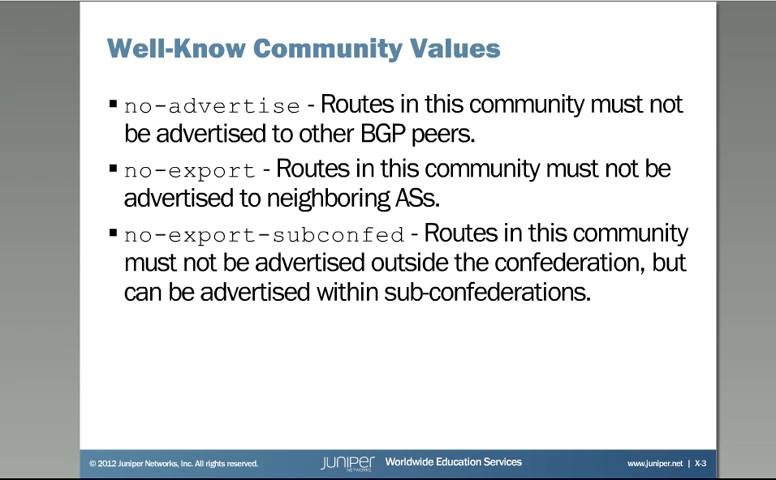 Well-Know Community Values
▪ no-advertise - Routes in this community must not
be advertised to other BGP peers.
▪ no-export - Routes in this community must not be
advertised to neighboring ASs.
▪ no-export-subconfed - Routes in this community
must not be advertised outside the confederation, but
can be advertised within sub-confederations.
© 2012 Juniper Networks, Inc. All rights reserved. JUNIPER NETWORKS Worldwide Education Services www.juniper.net | X-3